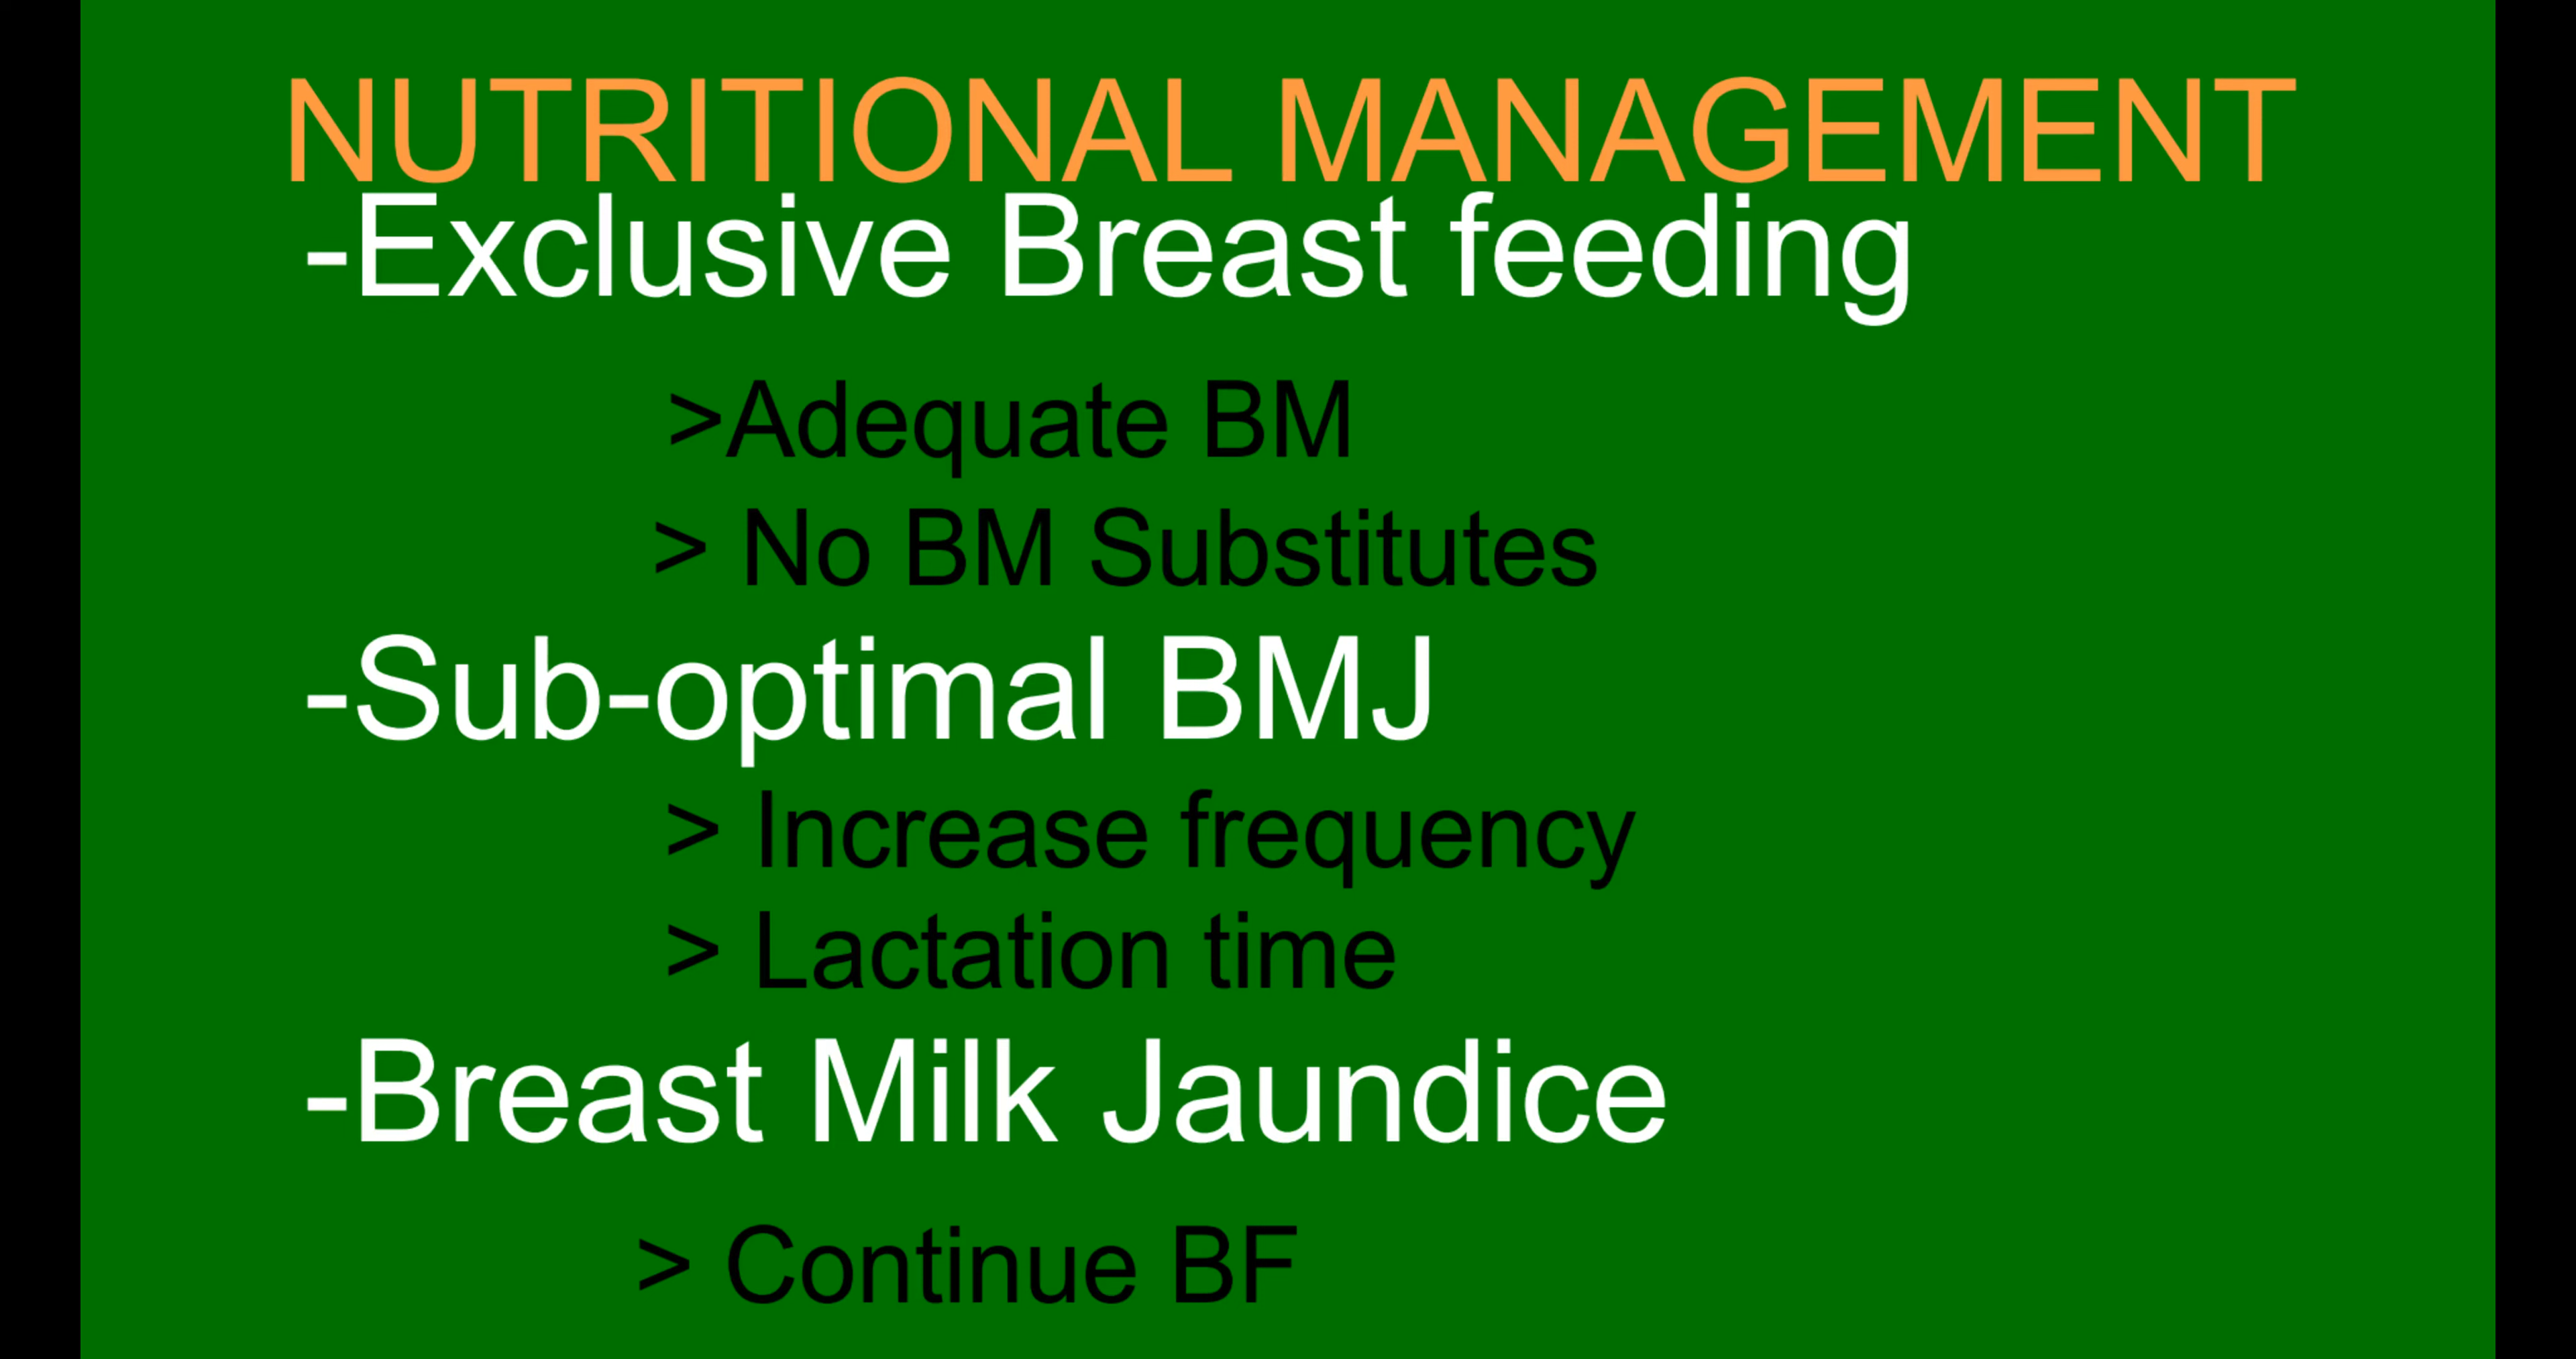 NUTRITIONAL MANAGEMENT
-Exclusive Breast feeding
>Adequate BM
> No BM Substitutes
-Sub-optimal BMJ
> Increase frequency
> Lactation time
-Breast Milk Jaundice
> Continue BF